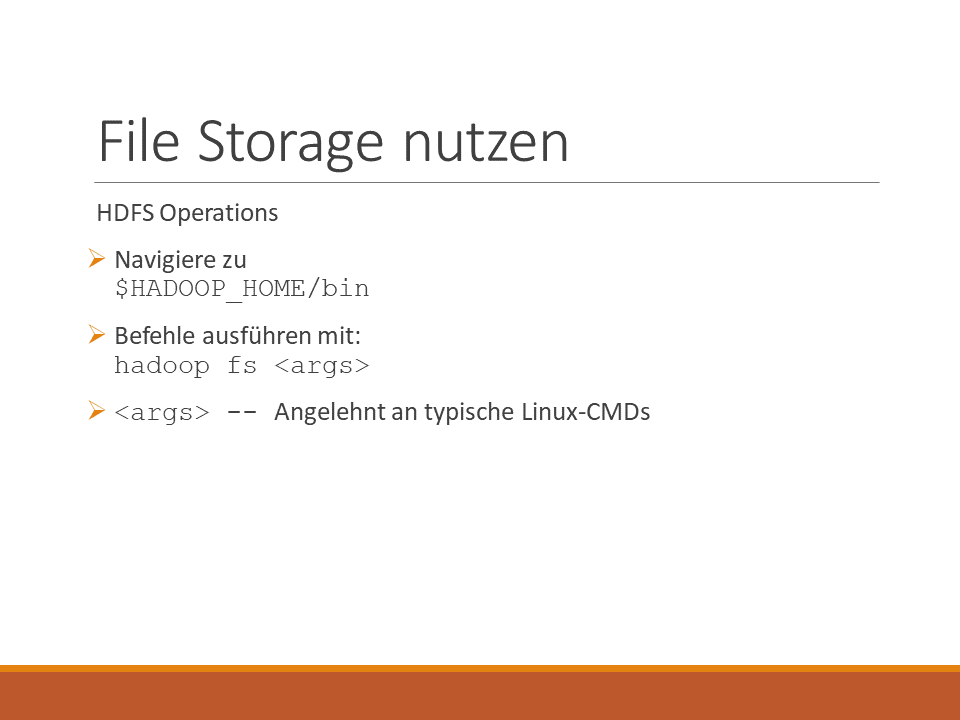 File Storage nutzen
HDFS Operations
Navigiere zu
$HADOOP_HOME/bin
Befehle ausführen mit:
hadoop fs <args>
<args> -- Angelehnt an typische Linux-CMDs